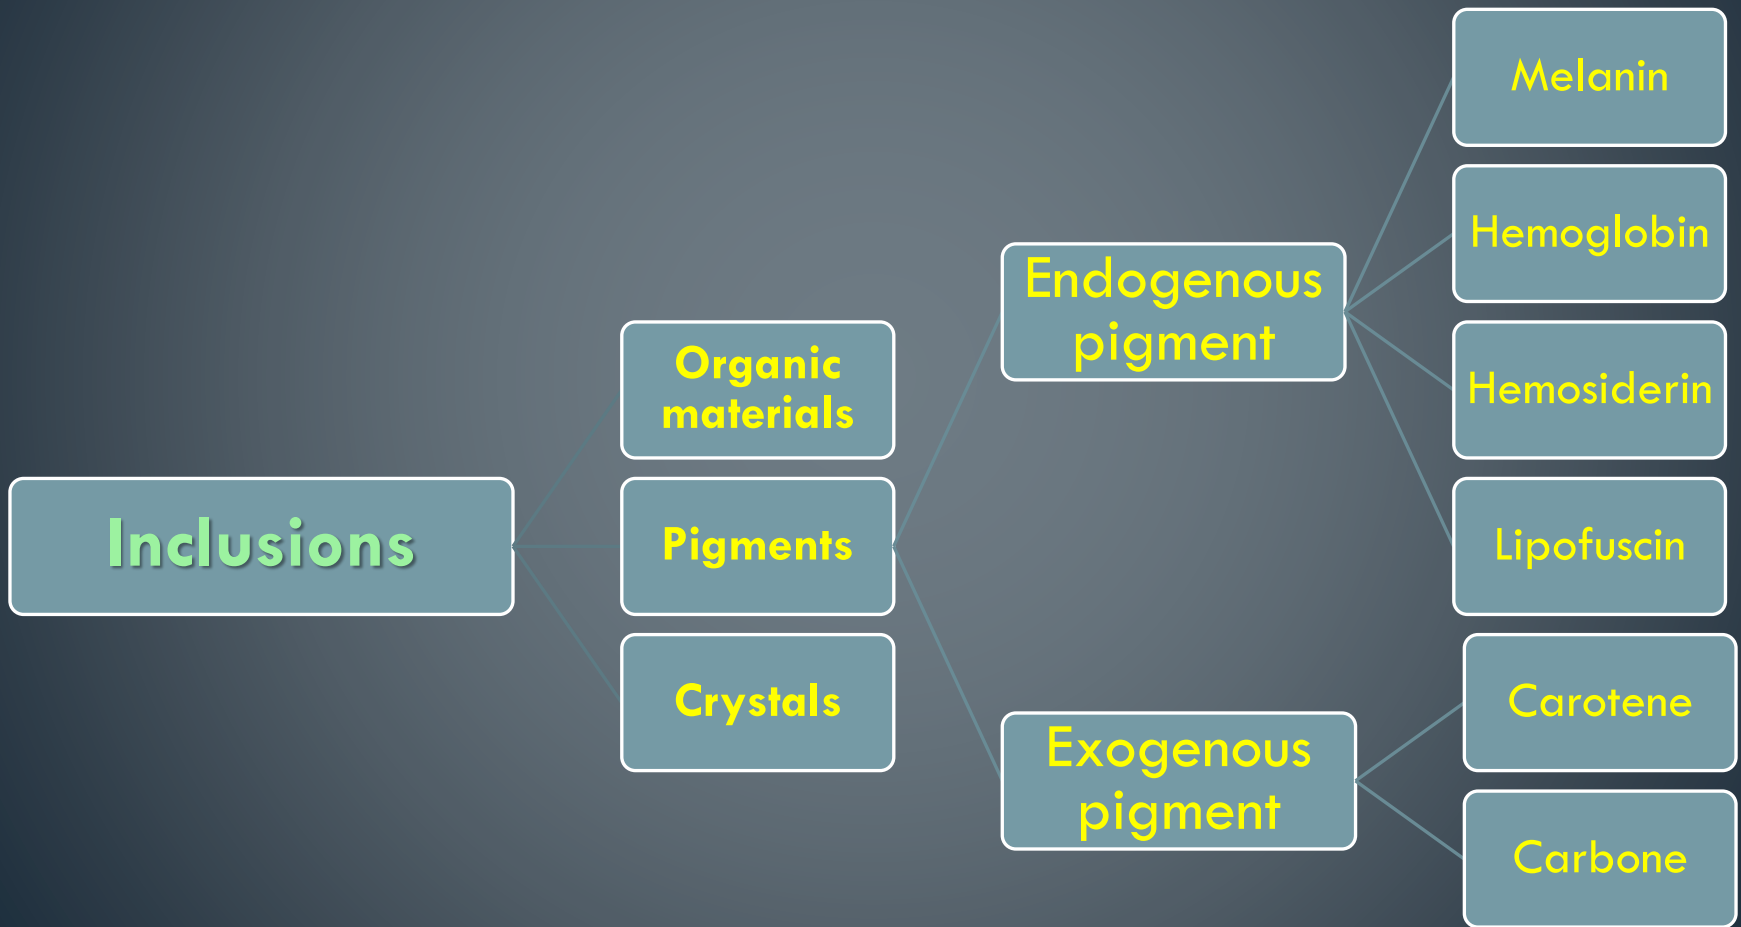 Inclusions
Organic
materials
Pigments
Crystals
Endogenous
pigment
Exogenous
pigment
Melanin
Hemoglobin
Hemosiderin
Lipofuscin
Carotene
Carbone